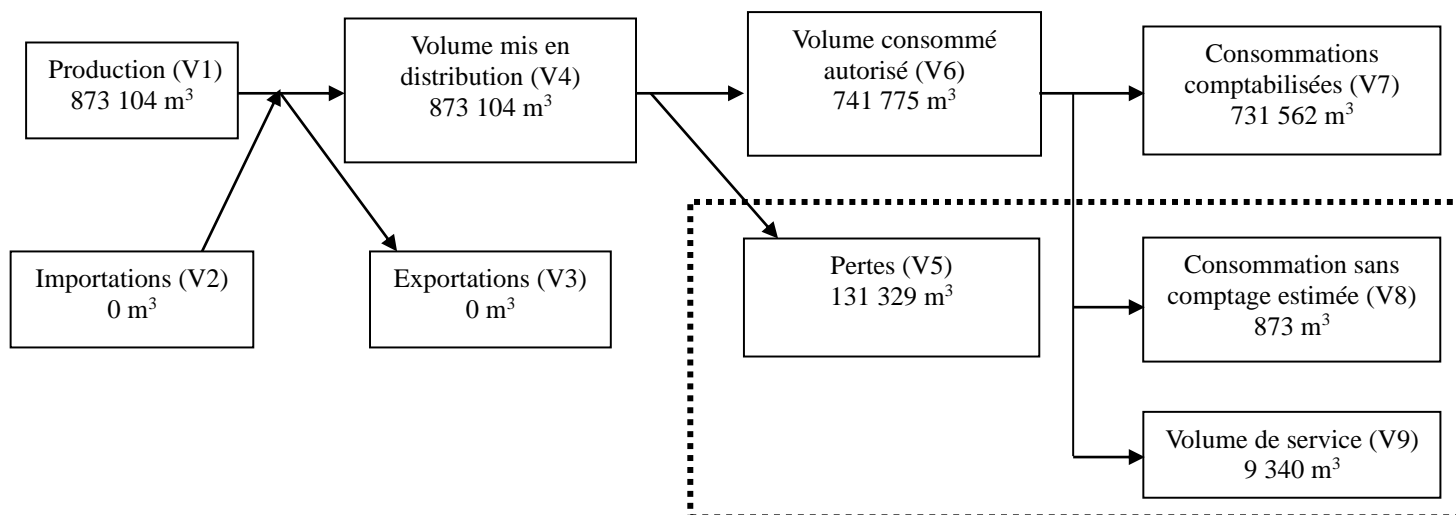 Production (V1)
873 104 m³
Volume mis en
distribution (V4)
873 104 m³
Volume consommé
autorisé (V6)
741 775 m³
Consommations
comptabilisées (V7)
731 562 m³
Importations (V2)
0 m³
Exportations (V3)
0 m³
Pertes (V5)
131 329 m³
Consommation sans
comptage estimée (V8)
873 m³
Volume de service (V9)
9 340 m³